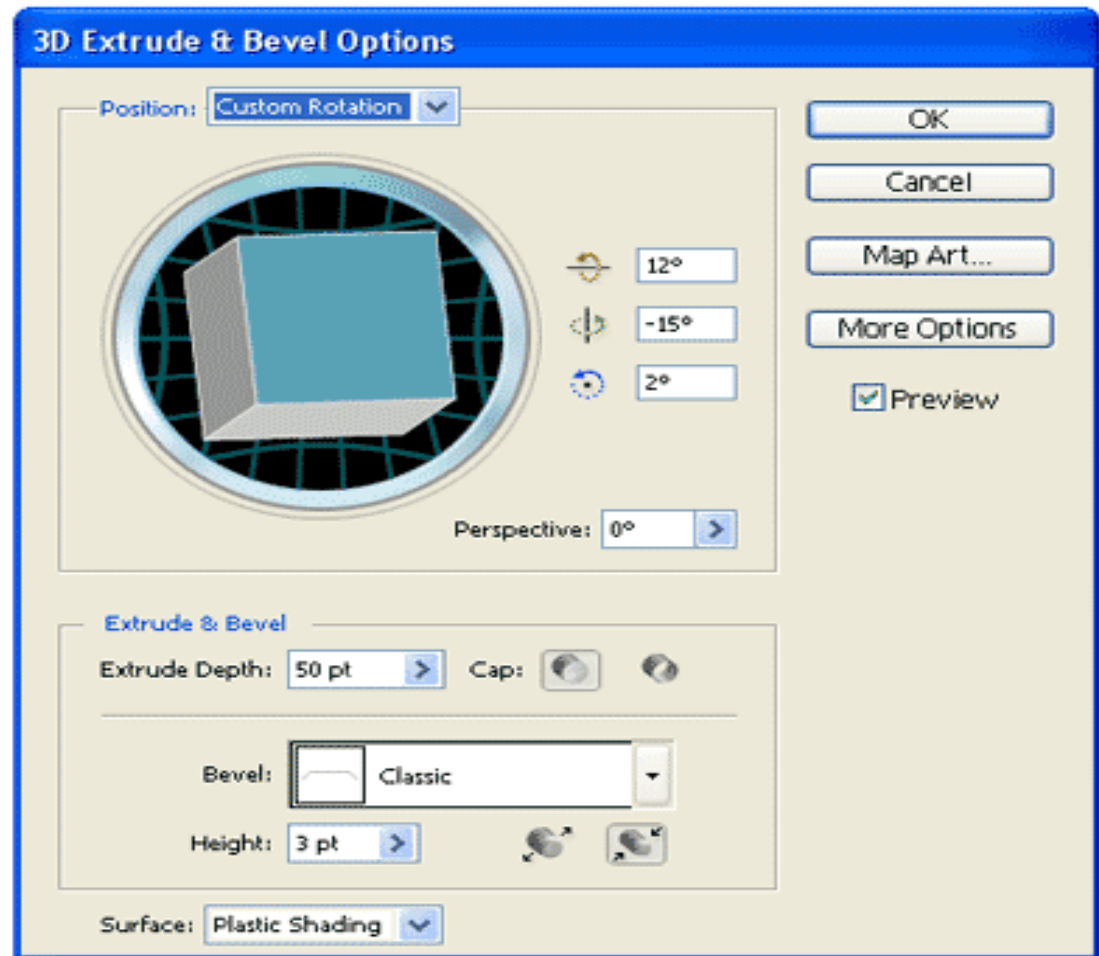 3D Extrude & Bevel Options
Position: Custom Rotation
OK
Cancel
Map Art...
More Options
Preview
12°
-15°
2°
Perspective: 0°
Extrude & Bevel
Extrude Depth: 50 pt Cap:
Bevel: Classic
Height: 3 pt
Surface: Plastic Shading